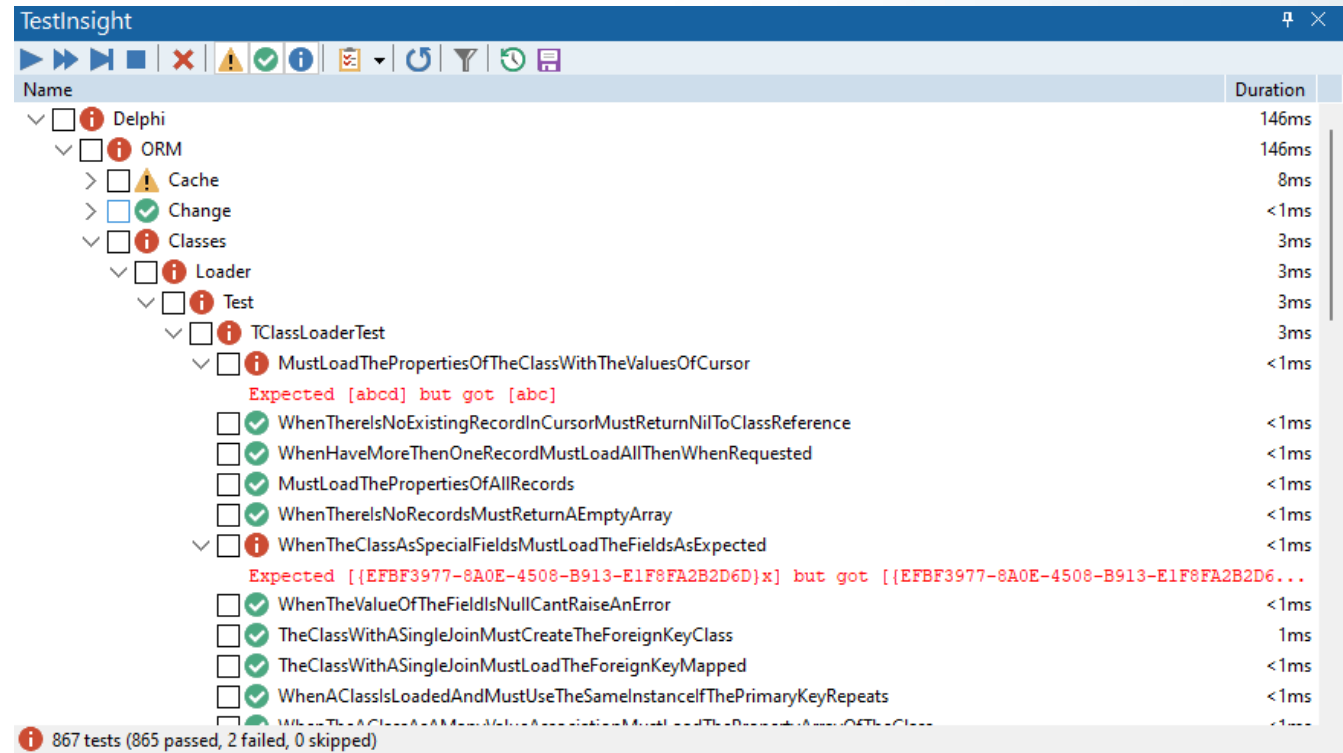 TestInsight
Name Duration
Delphi 146ms
ORM 146ms
Cache 8ms
Change <1ms
Classes 3ms
Loader 3ms
Test 3ms
TClassLoaderTest 3ms
MustLoadThePropertiesOfTheClassWithTheValuesOfCursor <1ms
Expected [abcd] but got [abc]
WhenThereIsNoExistingRecordInCursorMustReturnNilToClassReference <1ms
WhenHaveMoreThenOneRecordMustLoadAllThenWhenRequested <1ms
MustLoadThePropertiesOfAllRecords <1ms
WhenThereIsNoRecordsMustReturnAEmptyArray <1ms
WhenTheClassAsSpecialFieldsMustLoadTheFieldsAsExpected <1ms
Expected [{EFBF3977-8A0E-4508-B913-E1F8FA2B2D6D}x] but got [{EFBF3977-8A0E-4508-B913-E1F8FA2B2D6...
WhenTheValueOfTheFieldIsNullCantRaiseAnError <1ms
TheClassWithASingleJoinMustCreateTheForeignKeyClass 1ms
TheClassWithASingleJoinMustLoadTheForeignKeyMapped <1ms
WhenAClassIsLoadedAndMustUseTheSameInstanceIfThePrimaryKeyRepeats <1ms
867 tests (865 passed, 2 failed, 0 skipped)